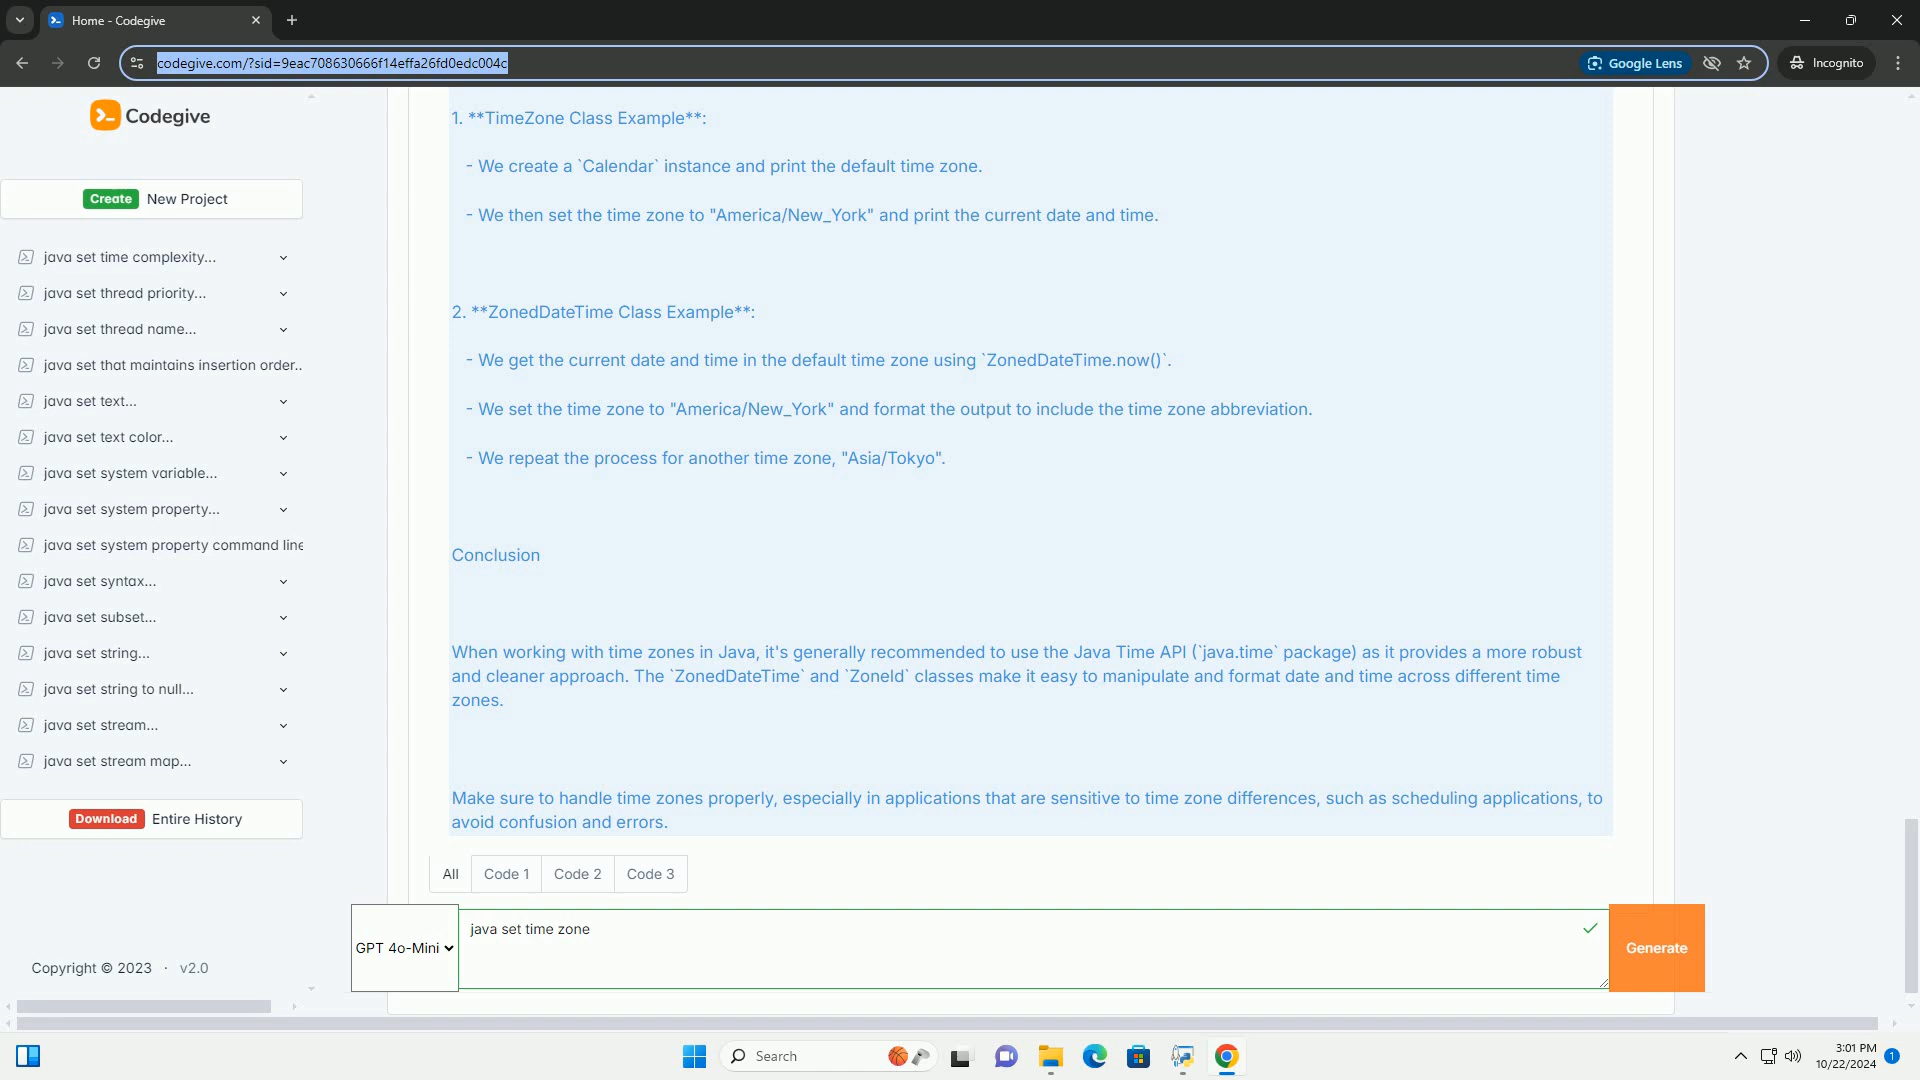 Home - Codegive
codegive.com/?sid=9eac708630666f14effa26fd0edc004c
Google Lens
Incognito
Codegive
Create New Project
java set time complexity...
java set thread priority...
java set thread name...
java set that maintains insertion order..
java set text...
java set text color...
java set system variable...
java set system property...
java set system property command line
java set syntax...
java set subset...
java set string...
java set string to null...
java set stream...
java set stream map...
Download Entire History
Copyright © 2023 · v2.0
1. **TimeZone Class Example**:
- We create a `Calendar` instance and print the default time zone.
- We then set the time zone to "America/New_York" and print the current date and time.
2. **ZonedDateTime Class Example**:
- We get the current date and time in the default time zone using `ZonedDateTime.now()`.
- We set the time zone to "America/New_York" and format the output to include the time zone abbreviation.
- We repeat the process for another time zone, "Asia/Tokyo".
Conclusion
When working with time zones in Java, it's generally recommended to use the Java Time API (`java.time` package) as it provides a more robust
and cleaner approach. The `ZonedDateTime` and `ZoneId` classes make it easy to manipulate and format date and time across different time
zones.
Make sure to handle time zones properly, especially in applications that are sensitive to time zone differences, such as scheduling applications, to
avoid confusion and errors.
All Code 1 Code 2 Code 3
GPT 4o-Mini
java set time zone
Generate
Search
3:01 PM
10/22/2024
1